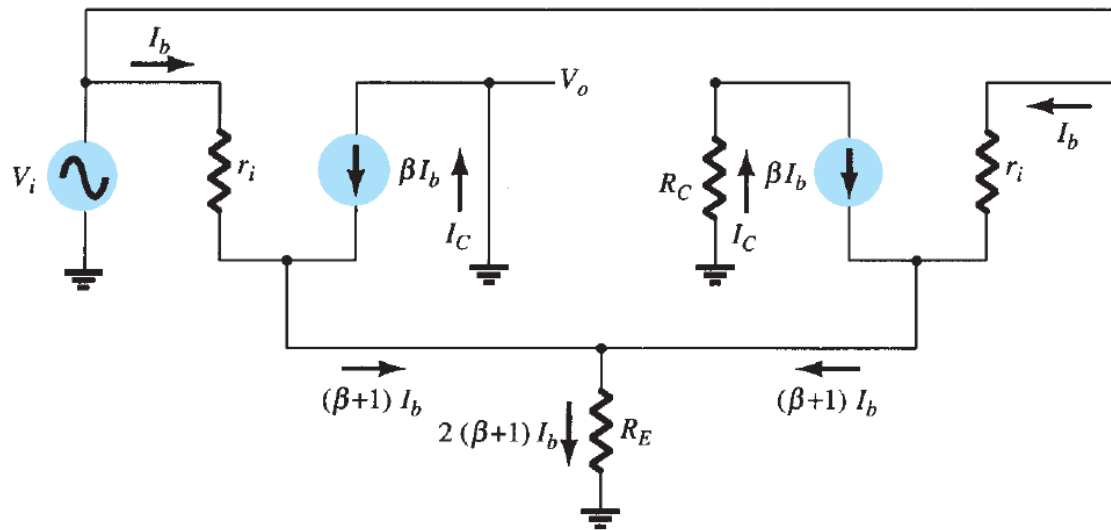 I_b
V_o
V_i
r_i
βI_b
I_C
R_C
I_C
βI_b
r_i
I_b
(β+1) I_b
(β+1) I_b
2 (β+1) I_b
R_E